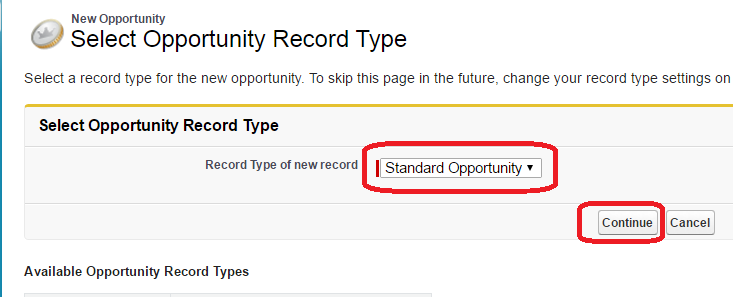 New Opportunity
Select Opportunity Record Type
Select a record type for the new opportunity. To skip this page in the future, change your record type settings on
Select Opportunity Record Type
Record Type of new record
Standard Opportunity
Continue Cancel
Available Opportunity Record Types